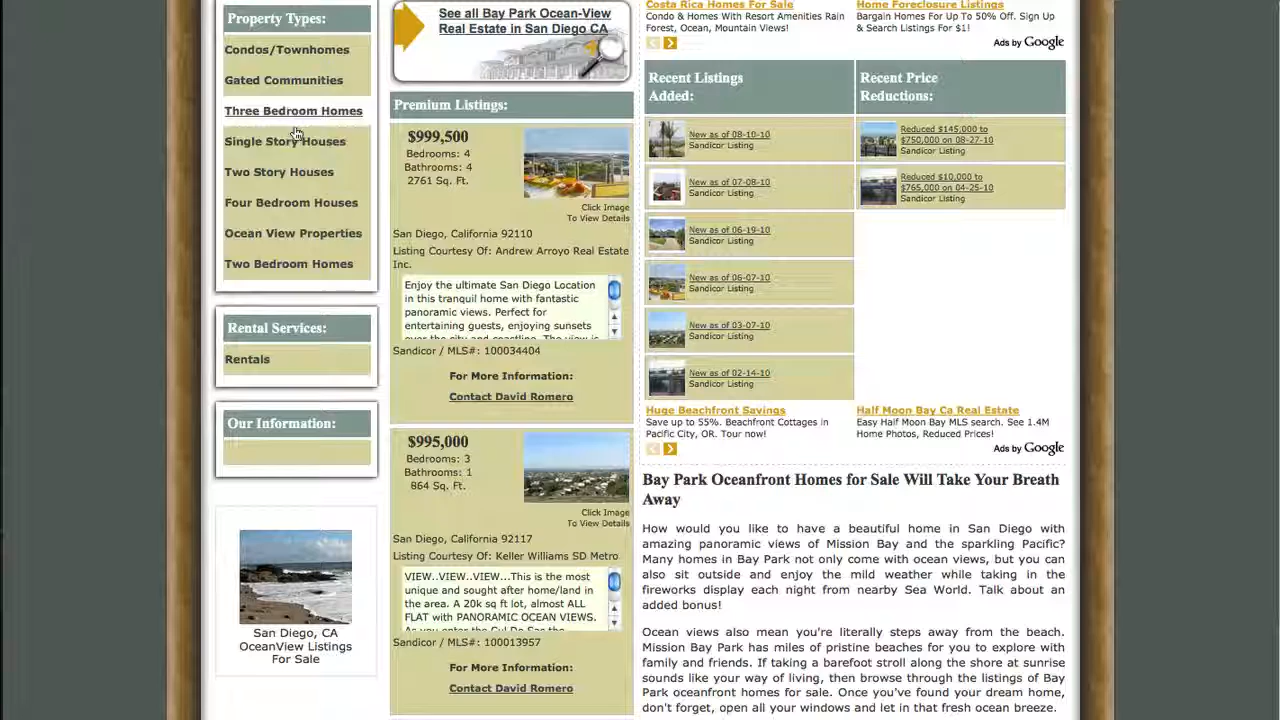 Property Types:
Condos/Townhomes
Gated Communities
Three Bedroom Homes
Single Story Houses
Two Story Houses
Four Bedroom Houses
Ocean View Properties
Two Bedroom Homes
Rental Services:
Rentals
Our Information:
San Diego, CA
OceanView Listings
For Sale
See all Bay Park Ocean-View
Real Estate in San Diego CA
Premium Listings:
$999,500
Bedrooms: 4
Bathrooms: 4
2761 Sq. Ft.
Click Image
To View Details
San Diego, California 92110
Listing Courtesy Of: Andrew Arroyo Real Estate
Inc.
Enjoy the ultimate San Diego Location
in this tranquil home with fantastic
panoramic views. Perfect for
entertaining guests, enjoying sunsets
over the city and coastline. The view is
Sandicor / MLS#: 100034404
For More Information:
Contact David Romero
$995,000
Bedrooms: 3
Bathrooms: 1
864 Sq. Ft.
Click Image
To View Details
San Diego, California 92117
Listing Courtesy Of: Keller Williams SD Metro
VIEW..VIEW..VIEW...This is the most
unique and sought after home/land in
the area. A 20k sq ft lot, almost ALL
FLAT with PANORAMIC OCEAN VIEWS.
As you enter the Cul De Sac the
Sandicor / MLS#: 100013957
For More Information:
Contact David Romero
Costa Rica Homes For Sale
Condo & Homes With Resort Amenities Rain
Forest, Ocean, Mountain Views!
Home Foreclosure Listings
Bargain Homes For Up To 50% Off. Sign Up
& Search Listings For $1!
Ads by Google
Recent Listings
Added:
New as of 08-10-10
Sandicor Listing
New as of 07-08-10
Sandicor Listing
New as of 06-19-10
Sandicor Listing
New as of 06-07-10
Sandicor Listing
New as of 03-07-10
Sandicor Listing
New as of 02-14-10
Sandicor Listing
Recent Price
Reductions:
Reduced $145,000 to
$750,000 on 08-27-10
Sandicor Listing
Reduced $10,000 to
$765,000 on 04-25-10
Sandicor Listing
Huge Beachfront Savings
Save up to 55%. Beachfront Cottages in
Pacific City, OR. Tour now!
Half Moon Bay Ca Real Estate
Easy Half Moon Bay MLS search. See 1.4M
Home Photos, Reduced Prices!
Ads by Google
Bay Park Oceanfront Homes for Sale Will Take Your Breath
Away
How would you like to have a beautiful home in San Diego with
amazing panoramic views of Mission Bay and the sparkling Pacific?
Many homes in Bay Park not only come with ocean views, but you can
also sit outside and enjoy the mild weather while taking in the
fireworks display each night from nearby Sea World. Talk about an
added bonus!
Ocean views also mean you're literally steps away from the beach.
Mission Bay Park has miles of pristine beaches for you to explore with
family and friends. If taking a barefoot stroll along the shore at sunrise
sounds like your way of living, then browse through the listings of Bay
Park oceanfront homes for sale. Once you've found your dream home,
don't forget, open all your windows and let in that fresh ocean breeze.